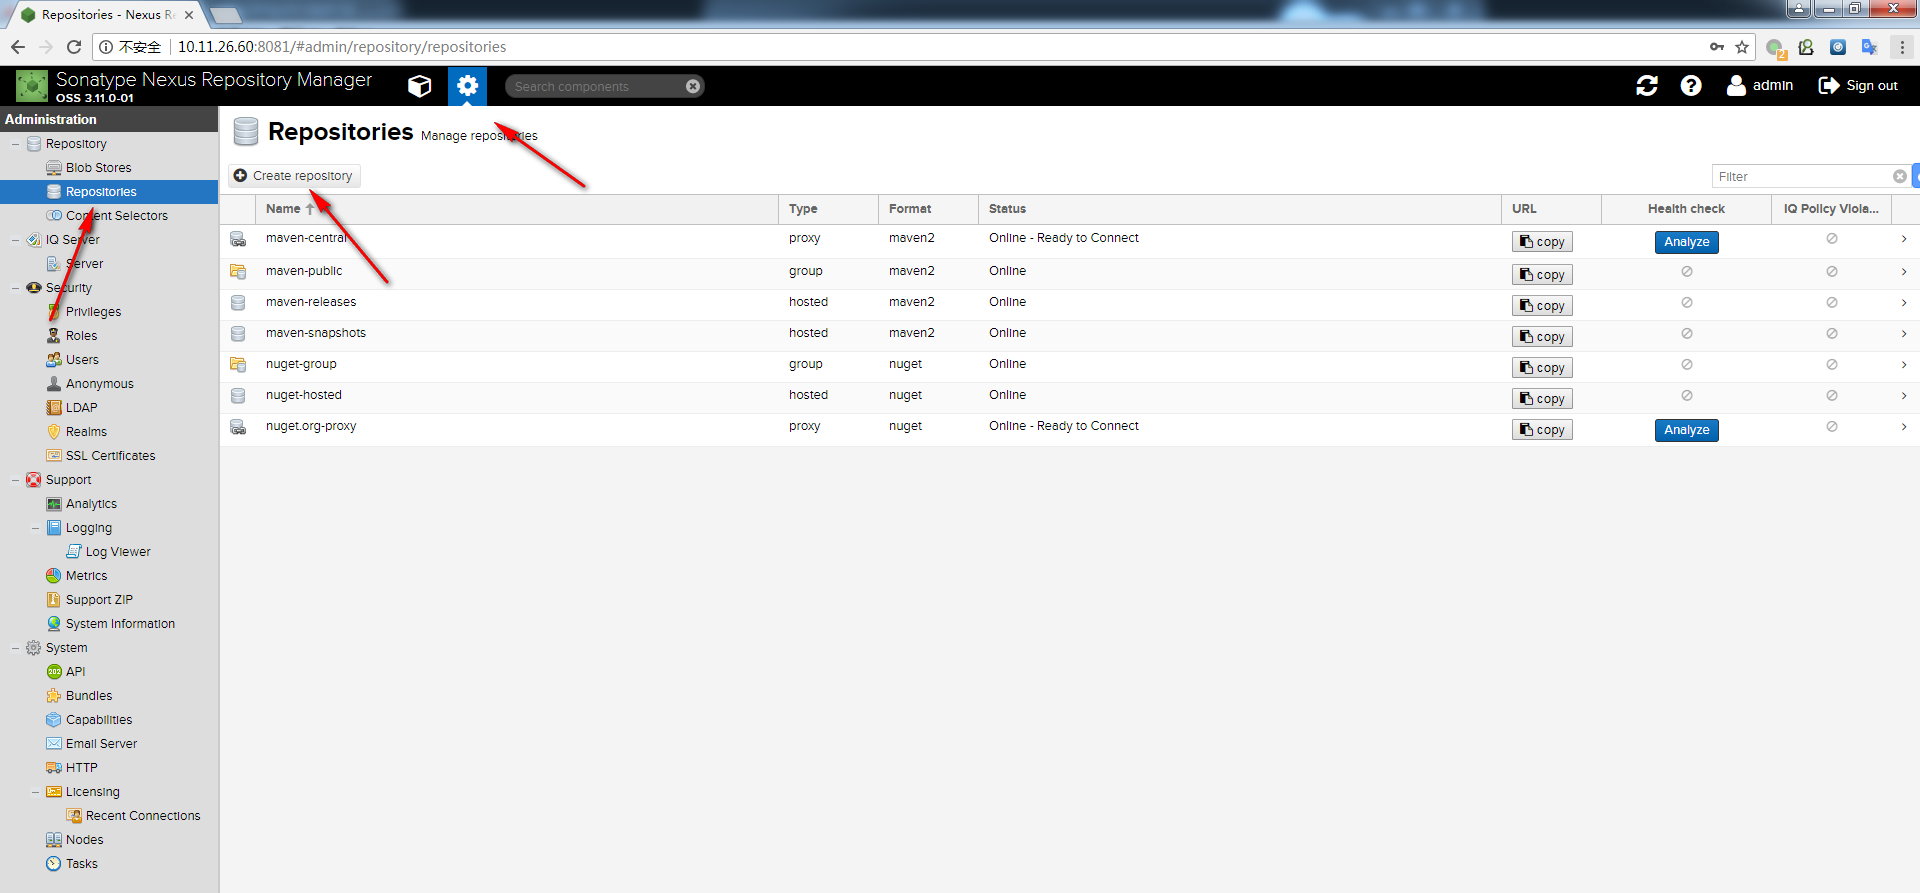 Repositories - Nexus Re
不安全 10.11.26.60:8081/#admin/repository/repositories
2
Sonatype Nexus Repository Manager
OSS 3.11.0-01
Search components
admin
Sign out
Administration
Repository
Blob Stores
Repositories
Content Selectors
IQ Server
Server
Security
Privileges
Roles
Users
Anonymous
LDAP
Realms
SSL Certificates
Support
Analytics
Logging
Log Viewer
Metrics
Support ZIP
System Information
System
API
Bundles
Capabilities
Email Server
HTTP
Licensing
Recent Connections
Nodes
Tasks
Repositories Manage repositories
Create repository
Filter
Name Type Format Status URL Health check IQ Policy Viola...
maven-central proxy maven2 Online - Ready to Connect copy Analyze
maven-public group maven2 Online copy
maven-releases hosted maven2 Online copy
maven-snapshots hosted maven2 Online copy
nuget-group group nuget Online copy
nuget-hosted hosted nuget Online copy
nuget.org-proxy proxy nuget Online - Ready to Connect copy Analyze